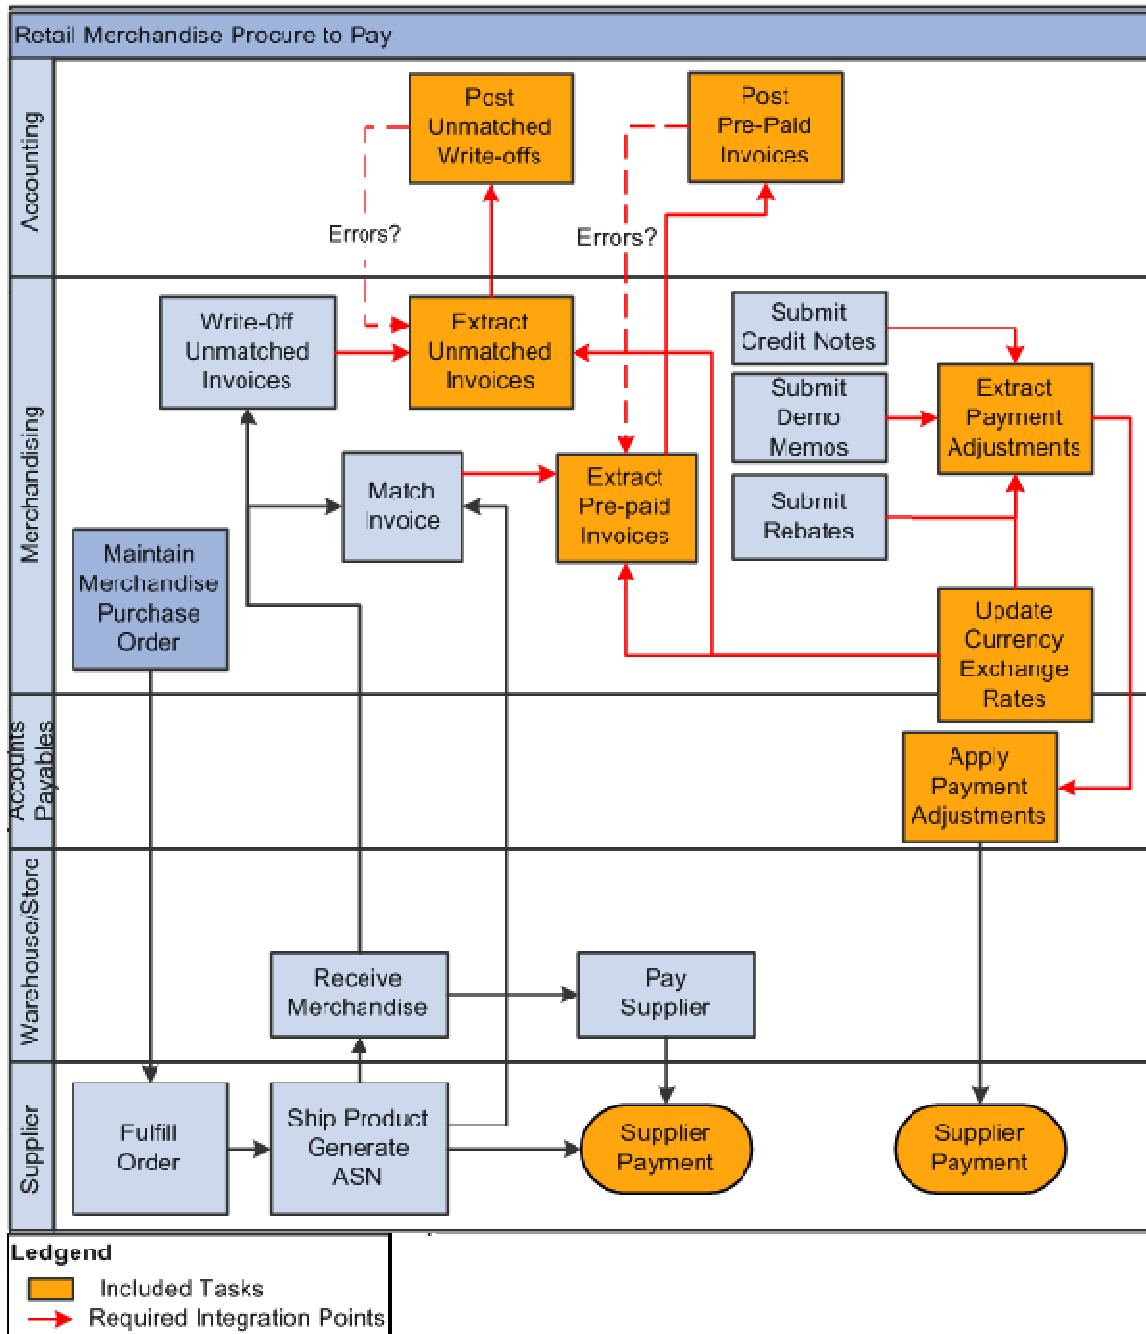 Retail Merchandise Procure to Pay
Accounting
Post
Unmatched
Write-offs
Post
Pre-Paid
Invoices
Errors?
Errors?
Merchandising
Write-Off
Unmatched
Invoices
Extract
Unmatched
Invoices
Submit
Credit Notes
Submit
Demo
Memos
Extract
Payment
Adjustments
Match
Invoice
Extract
Pre-paid
Invoices
Submit
Rebates
Maintain
Merchandise
Purchase
Order
Update
Currency
Exchange
Rates
Accounts
Payables
Apply
Payment
Adjustments
Warehouse/Store
Receive
Merchandise
Pay
Supplier
Supplier
Fulfill
Order
Ship Product
Generate
ASN
Supplier
Payment
Supplier
Payment
Ledgend
Included Tasks
Required Integration Points